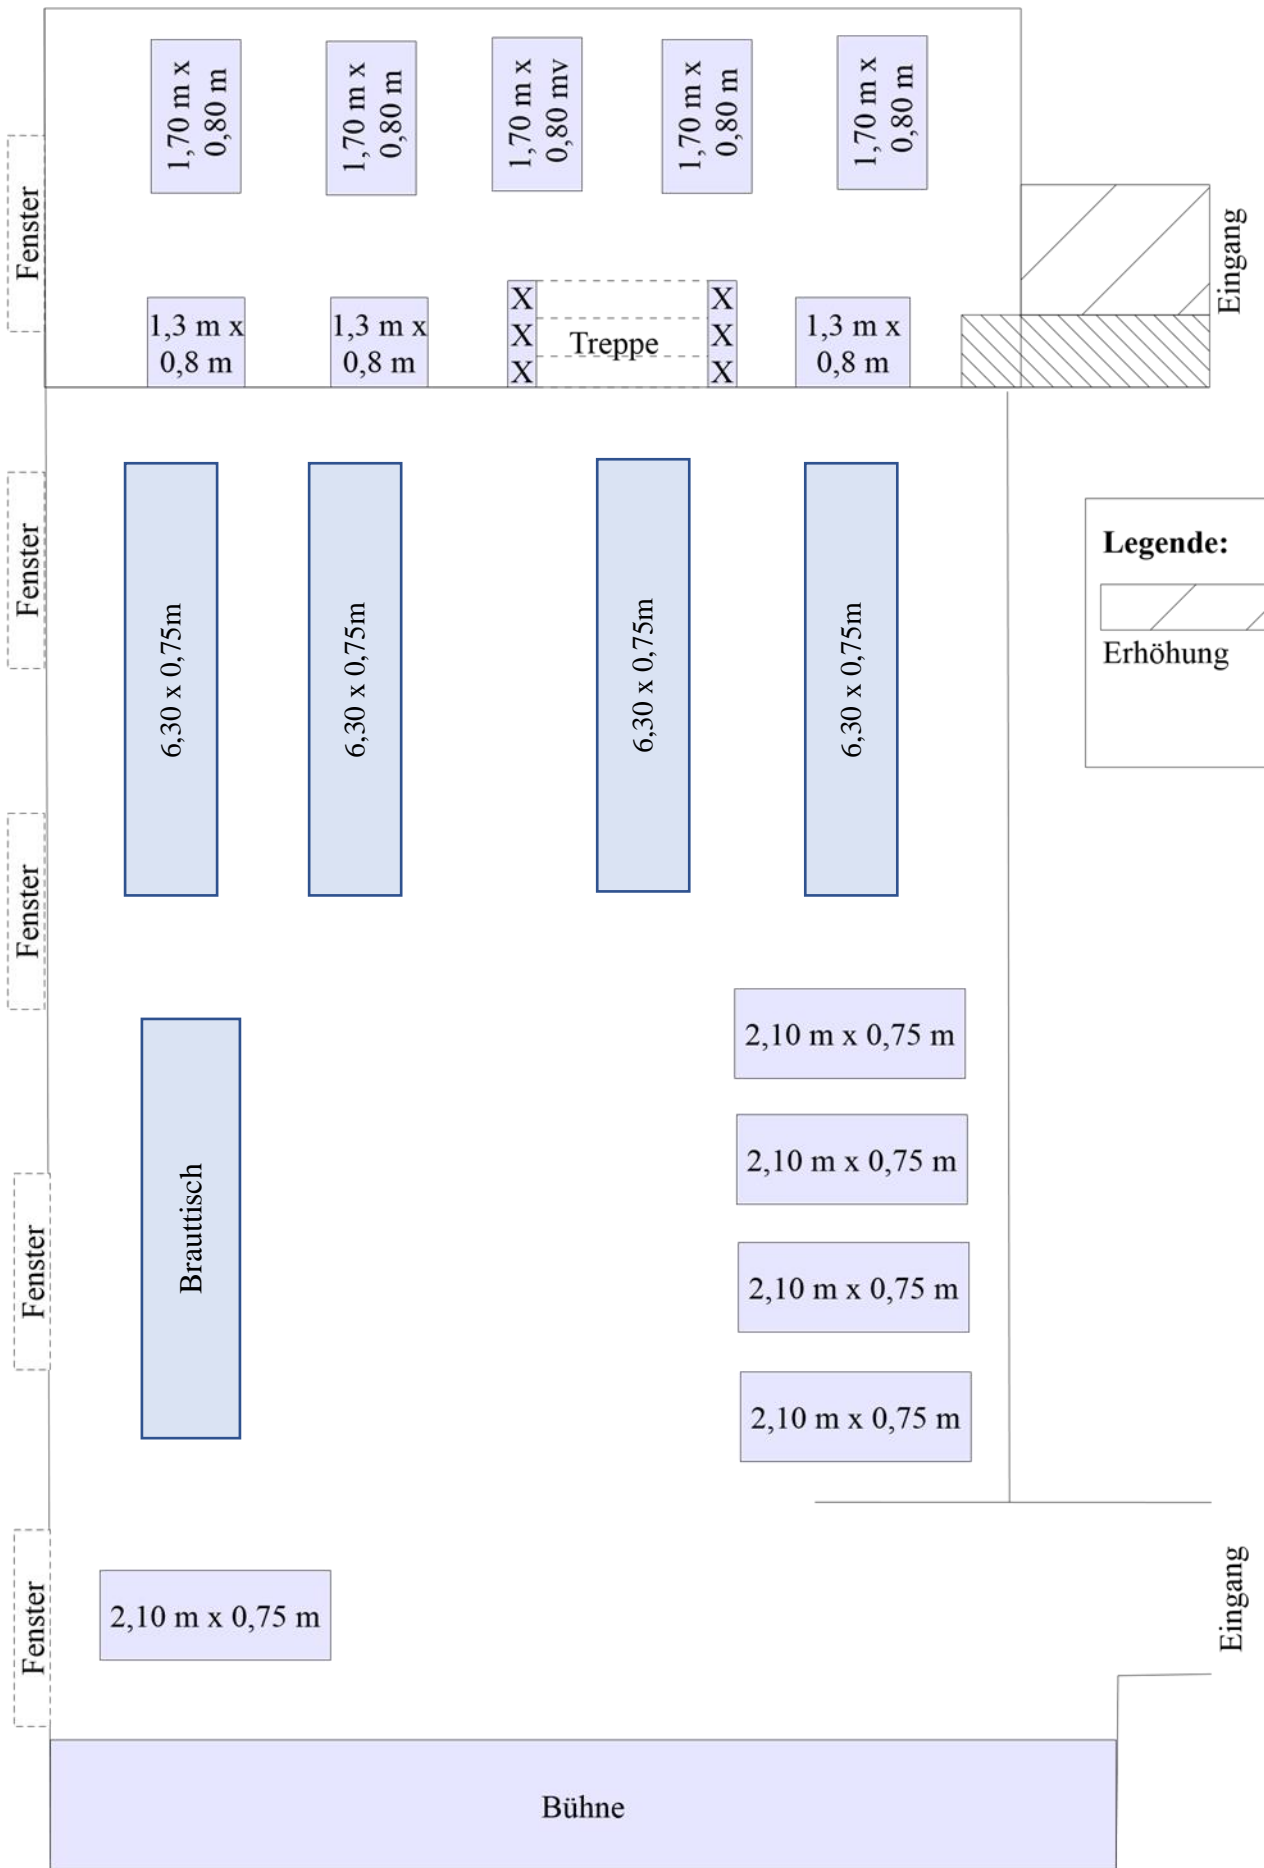 1,70 m x
0,80 m
1,70 m x
0,80 m
1,70 m x
0,80 mv
1,70 m x
0,80 m
1,70 m x
0,80 m
Fenster
Eingang
1,3 m x
0,8 m
1,3 m x
0,8 m
X
X
X
Treppe
X
X
X
1,3 m x
0,8 m
Fenster
6,30 x 0,75m
6,30 x 0,75m
6,30 x 0,75m
6,30 x 0,75m
Legende:
Erhöhung
Fenster
2,10 m x 0,75 m
2,10 m x 0,75 m
2,10 m x 0,75 m
2,10 m x 0,75 m
Brauttisch
Fenster
Fenster
2,10 m x 0,75 m
Eingang
Bühne